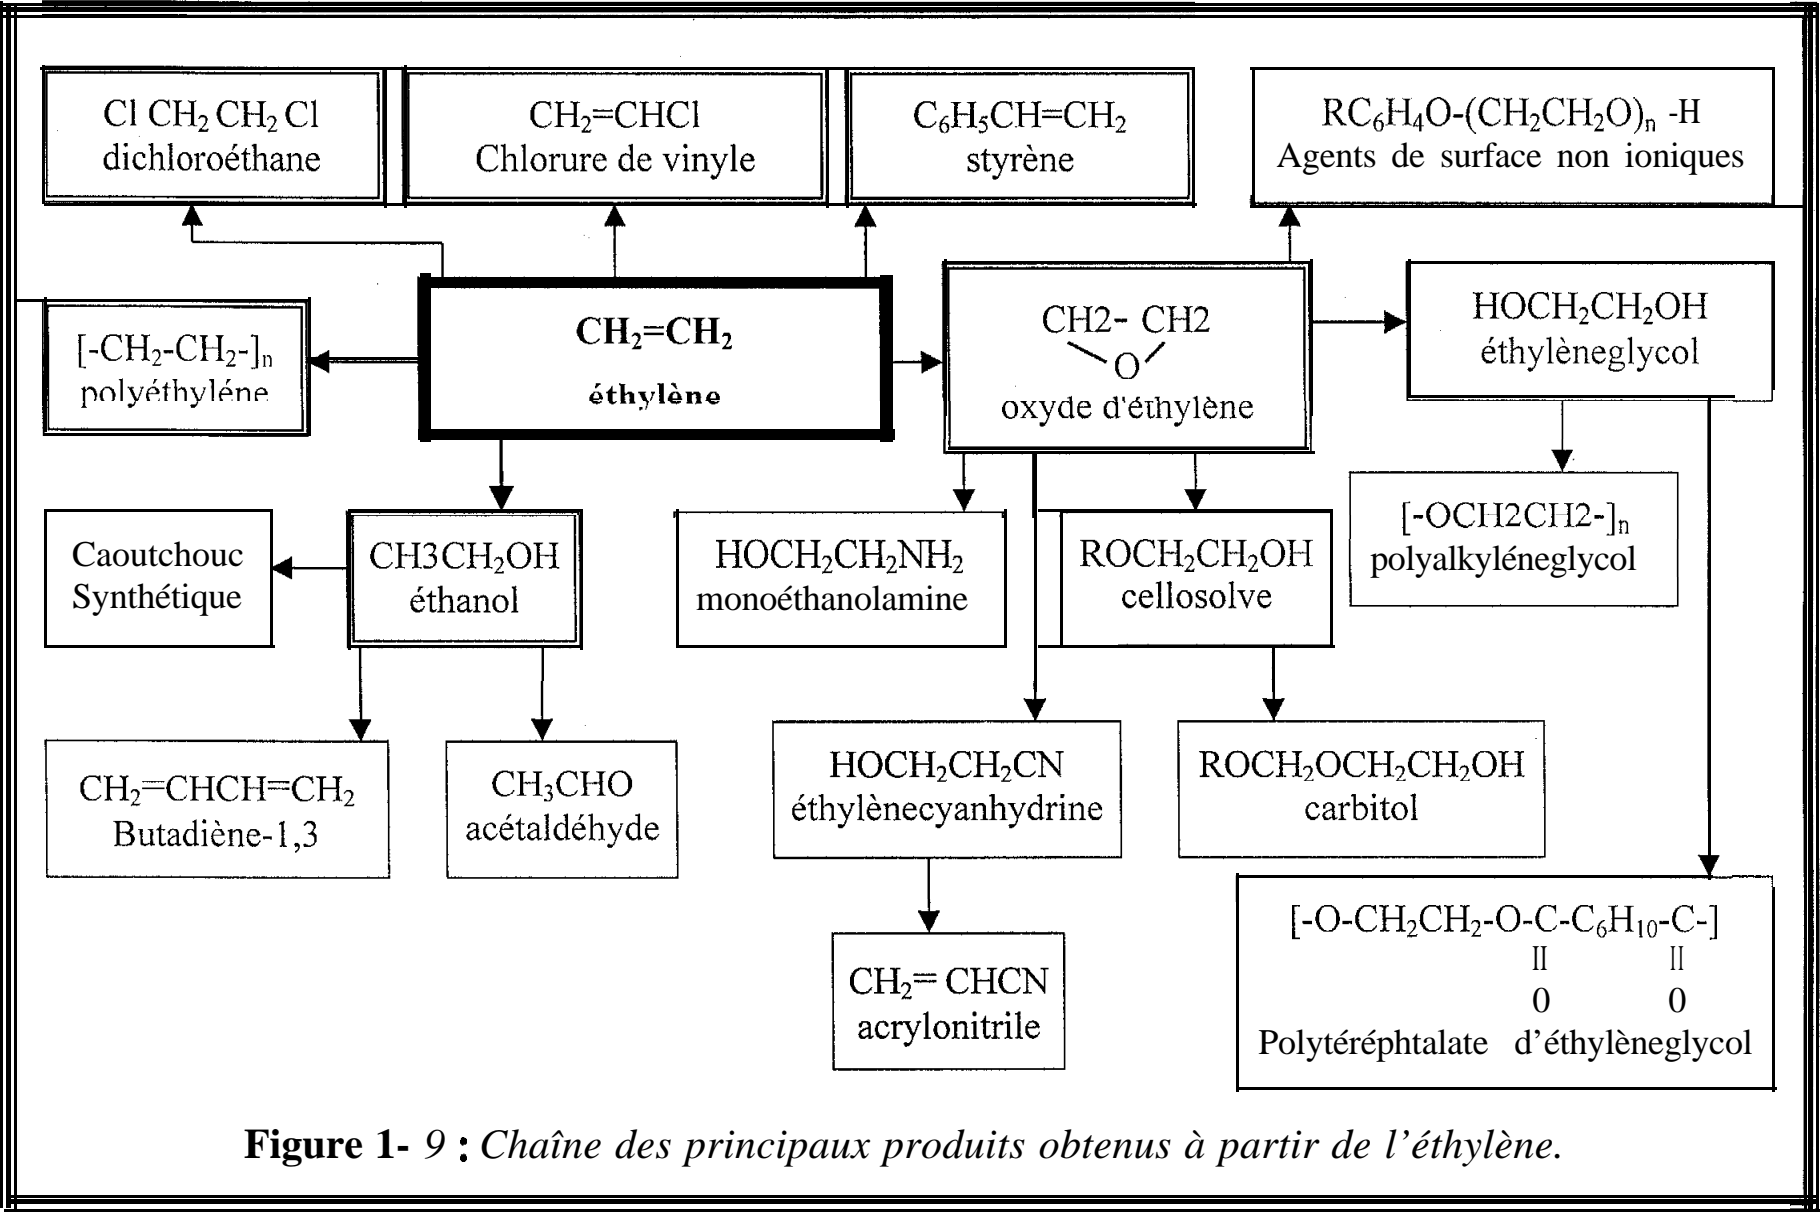 Cl CH₂ CH₂ Cl
dichloroéthane
CH₂=CHCl
Chlorure de vinyle
C₆H₅CH=CH₂
styrène
RC₆H₄O-(CH₂CH₂O)ₙ -H
Agents de surface non ioniques
[-CH₂-CH₂-]ₙ
polyéthyléne
CH₂=CH₂
éthylène
CH2- CH2
O
oxyde d'éthylène
HOCH₂CH₂OH
éthylèneglycol
Caoutchouc
Synthétique
CH3CH₂OH
éthanol
HOCH₂CH₂NH₂
monoéthanolamine
ROCH₂CH₂OH
cellosolve
[-OCH2CH2-]ₙ
polyalkyléneglycol
CH₂=CHCH=CH₂
Butadiène-1,3
CH₃CHO
acétaldéhyde
HOCH₂CH₂CN
éthylènecyanhydrine
ROCH₂OCH₂CH₂OH
carbitol
CH₂= CHCN
acrylonitrile
[-O-CH₂CH₂-O-C-C₆H₁₀-C-]
II II
0 0
Polytéréphtalate d'éthylèneglycol
Figure 1- 9 : Chaîne des principaux produits obtenus à partir de l'éthylène.